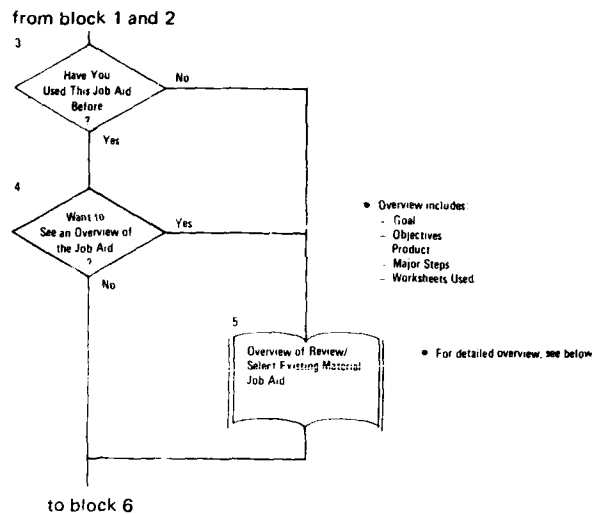 from block 1 and 2
3
Have You
Used This Job Aid
Before
?
No
Yes
4
Want to
See an Overview of
the Job Aid
?
Yes
No
• Overview includes:
- Goal
- Objectives
Product
- Major Steps
- Worksheets Used
5
Overview of Review/
Select Existing Material
Job Aid
• For detailed overview, see below
to block 6